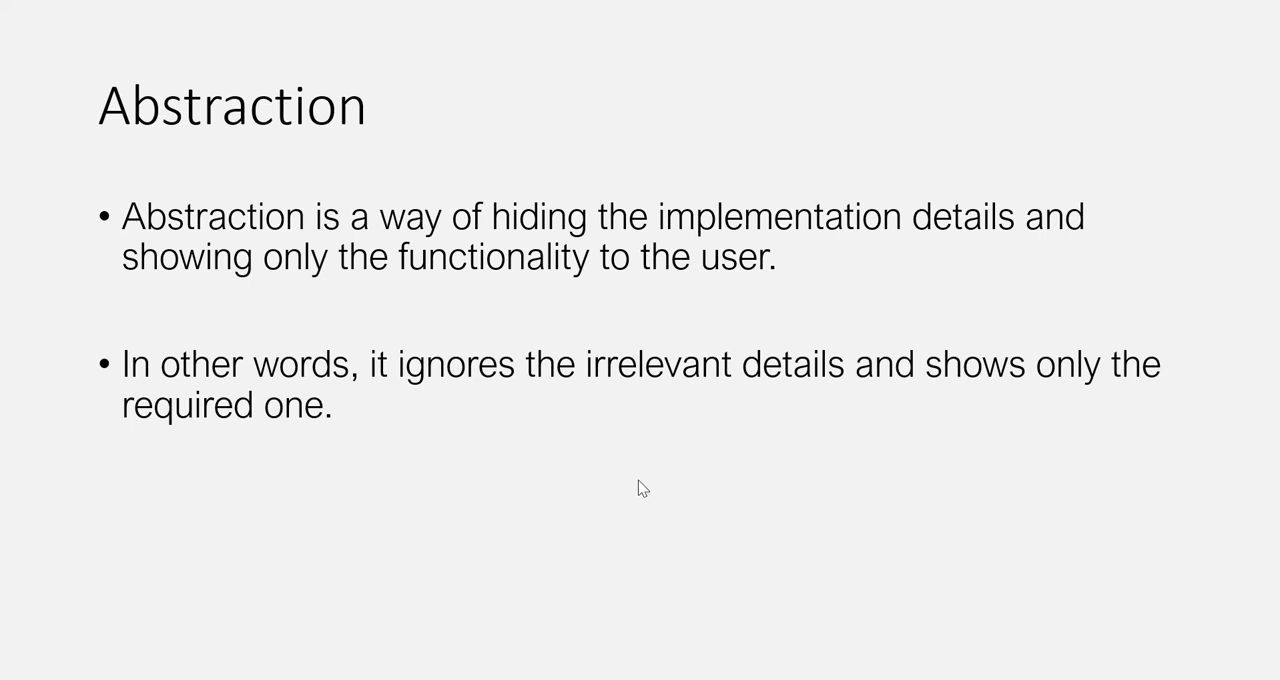 Abstraction
• Abstraction is a way of hiding the implementation details and
showing only the functionality to the user.
• In other words, it ignores the irrelevant details and shows only the
required one.